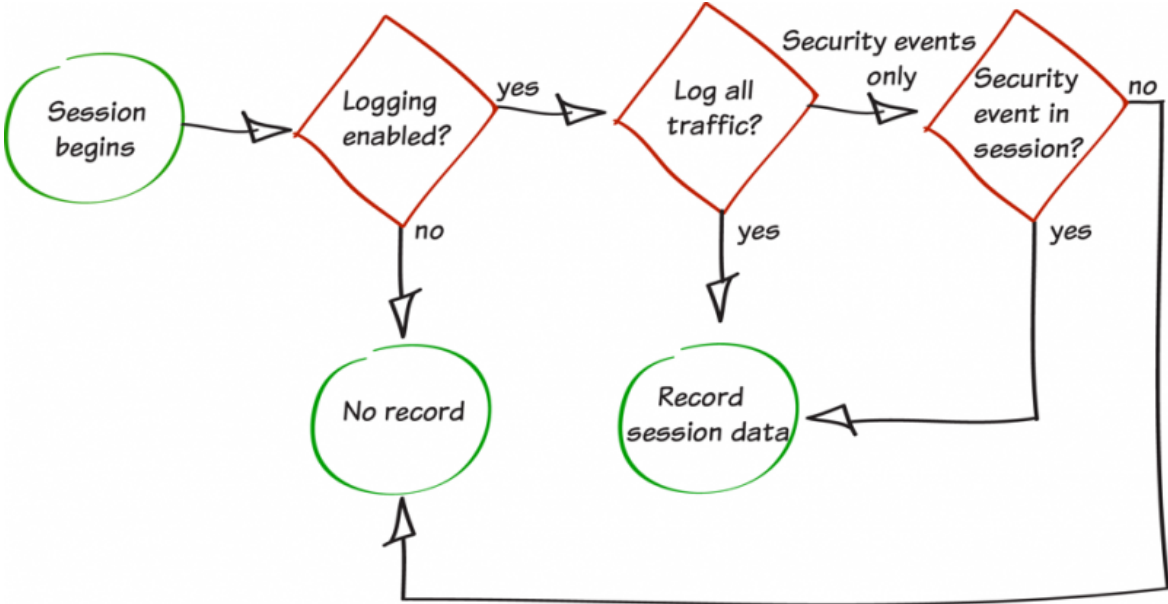 Session
begins
Logging
enabled?
yes
no
Log all
traffic?
Security events
only
yes
Security
event in
session?
no
yes
No record
Record
session data